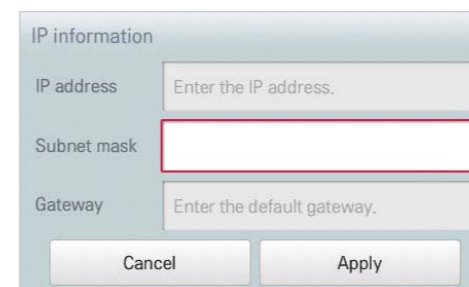 IP information
IP address Enter the IP address.
Subnet mask
Gateway Enter the default gateway.
Cancel Apply